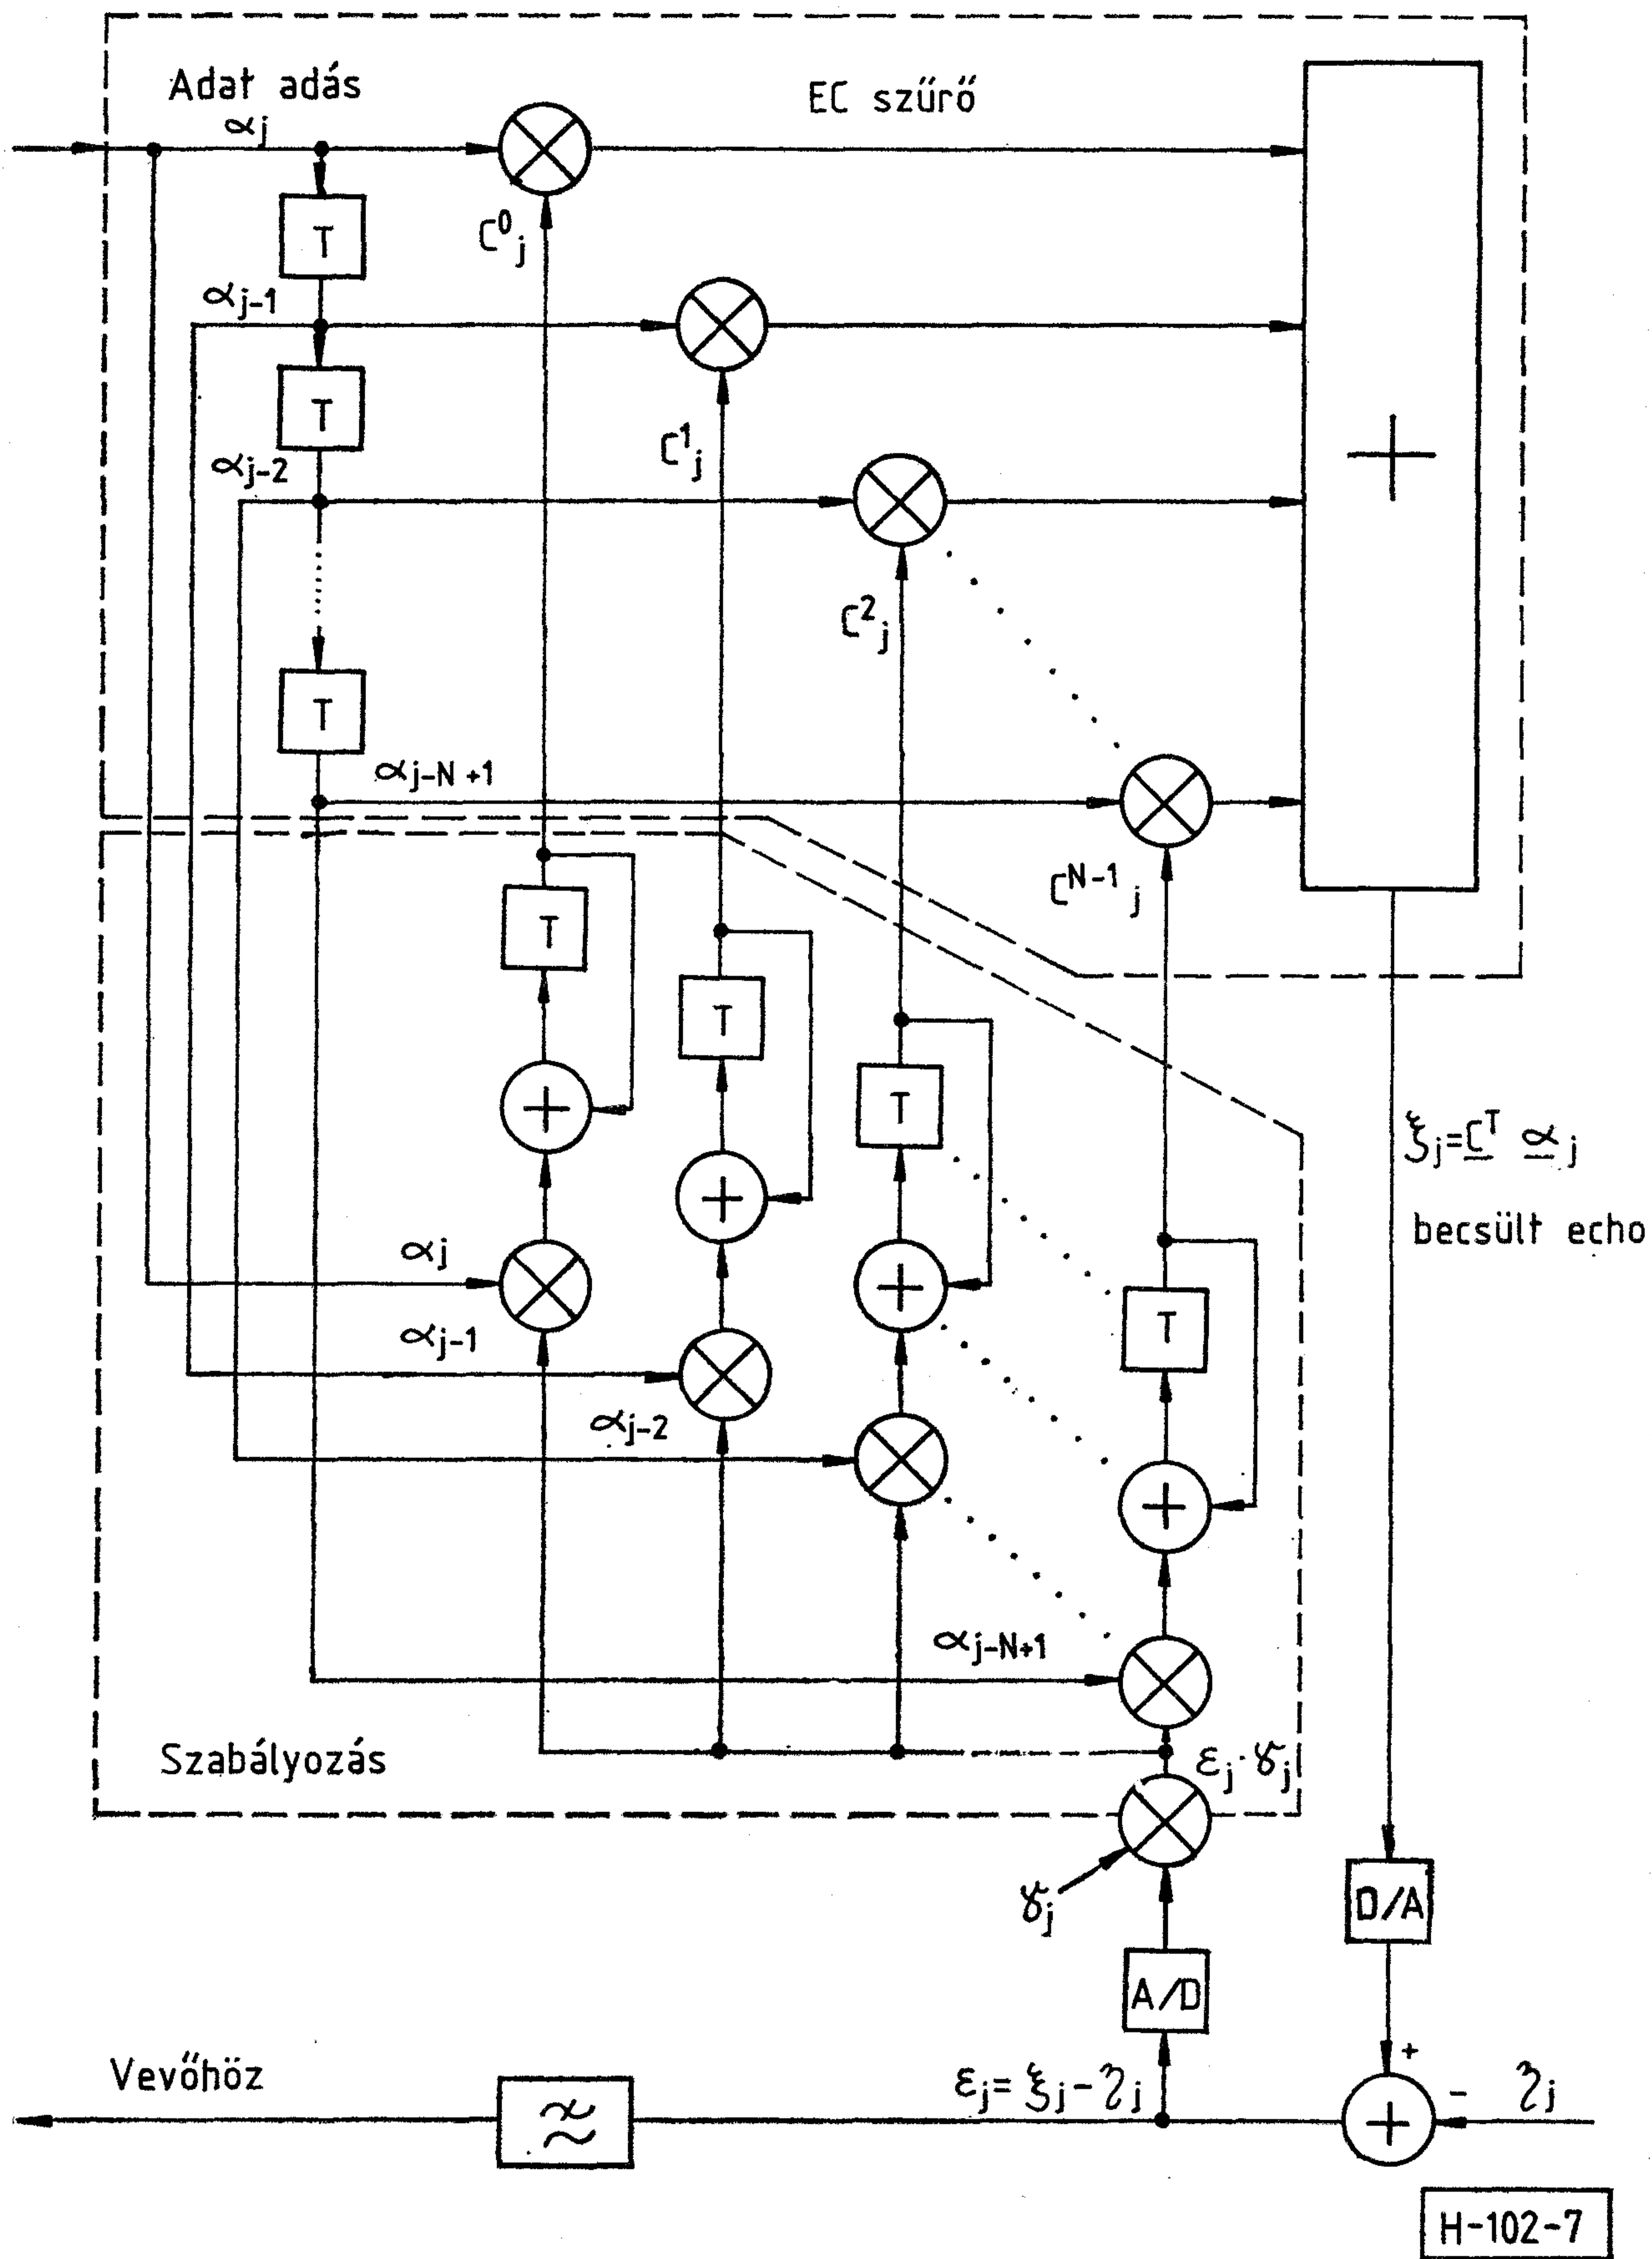 Adat adás
αj
EC szűrő
T
C⁰j
αj-1
T
C¹j
αj-2
+
C²j
T
αj-N+1
Cᴺ⁻¹j
T
T
T
+
ξj=Cᵀ αj
+
becsült echo
αj
+
T
αj-1
αj-2
+
αj-N+1
Szabályozás
εj·γj
γj
D/A
A/D
Vevőhöz
εj=ξj-ηj
+
-
ηj
+
H-102-7